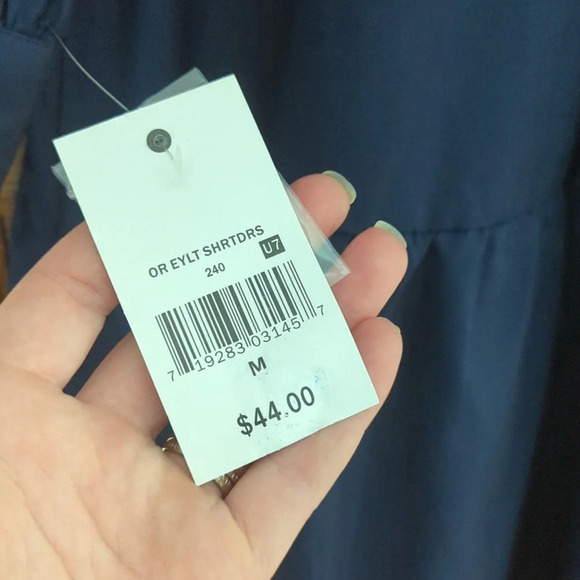 OR EYLT SHRTDRS
240
U7
7 19283 03145 7
M
$44.00